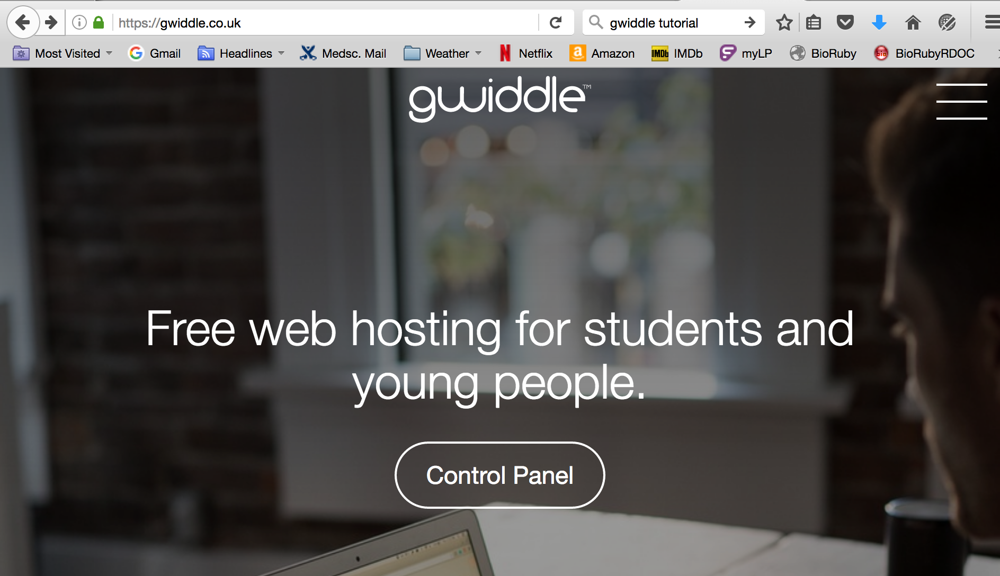 https://gwiddle.co.uk
gwiddle tutorial
Most Visited Gmail Headlines Medsc. Mail Weather Netflix Amazon IMDb IMDb myLP BioRuby BioRubyRDOC
gwiddle™
Free web hosting for students and
young people.
Control Panel